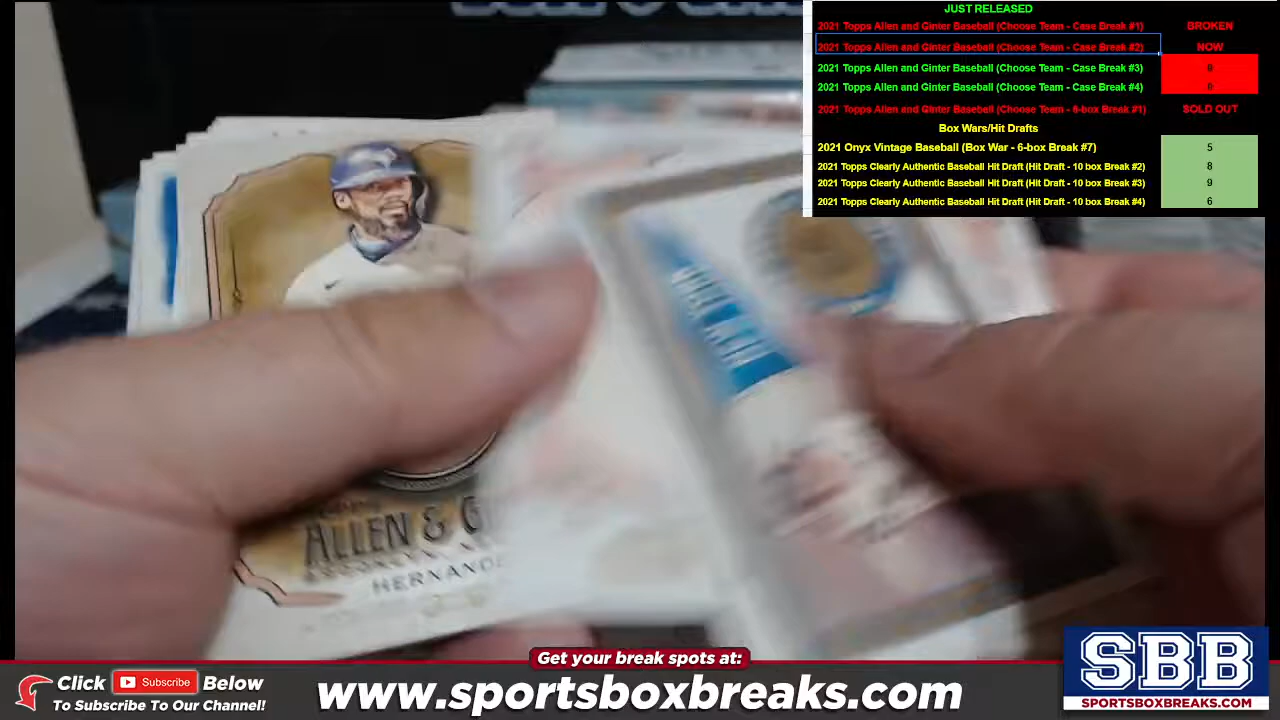 JUST RELEASED
2021 Topps Allen and Ginter Baseball (Choose Team - Case Break #1) BROKEN
2021 Topps Allen and Ginter Baseball (Choose Team - Case Break #2) NOW
2021 Topps Allen and Ginter Baseball (Choose Team - Case Break #3) 0
2021 Topps Allen and Ginter Baseball (Choose Team - Case Break #4) 0
2021 Topps Allen and Ginter Baseball (Choose Team - 6-box Break #1) SOLD OUT
Box Wars/Hit Drafts
2021 Onyx Vintage Baseball (Box War - 6-box Break #7) 5
2021 Topps Clearly Authentic Baseball Hit Draft (Hit Draft - 10 box Break #2) 8
2021 Topps Clearly Authentic Baseball Hit Draft (Hit Draft - 10 box Break #3) 9
2021 Topps Clearly Authentic Baseball Hit Draft (Hit Draft - 10 box Break #4) 6
ALLEN & G
HERNAND
Get your break spots at:
Click Subscribe Below
To Subscribe To Our Channel!
www.sportsboxbreaks.com
SBB
SPORTSBOXBREAKS.COM